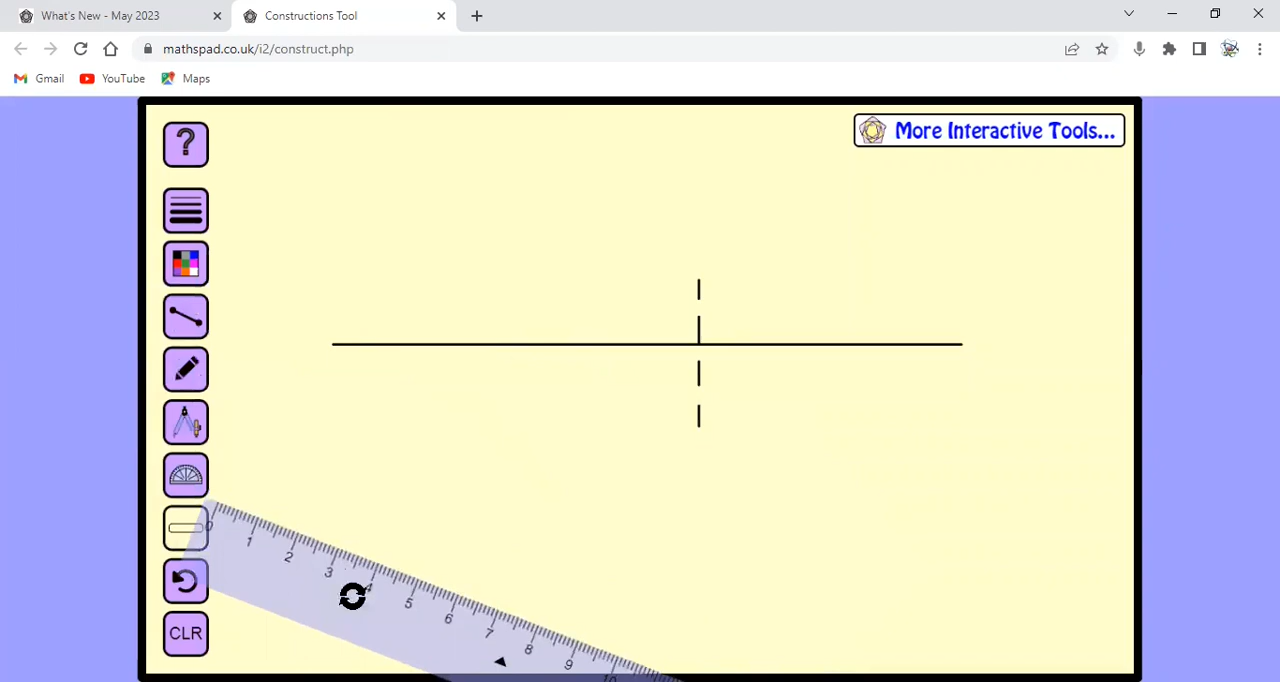 What's New - May 2023
Constructions Tool
mathspad.co.uk/i2/construct.php
Gmail
YouTube
Maps
?
More Interactive Tools...
0
1
2
3
4
5
6
7
8
9
10
CLR